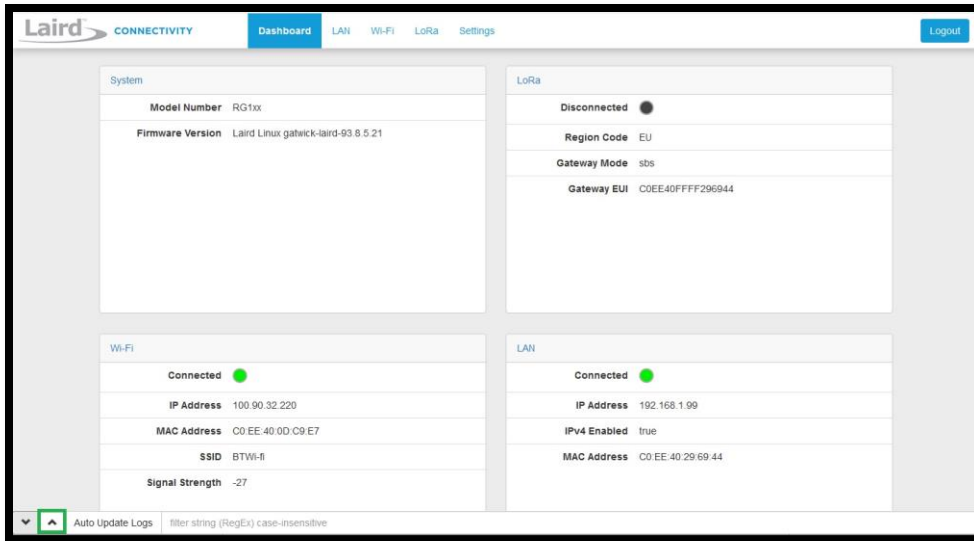 Laird CONNECTIVITY Dashboard LAN Wi-Fi LoRa Settings Logout
System
Model Number RG1xx
Firmware Version Laird Linux gatwick-laird-93.8.5.21
LoRa
Disconnected
Region Code EU
Gateway Mode sbs
Gateway EUI C0EE40FFFF296944
Wi-Fi
Connected
IP Address 100.90.32.220
MAC Address C0:EE:40:0D:C9:E7
SSID BTWi-fi
Signal Strength -27
LAN
Connected
IP Address 192.168.1.99
IPv4 Enabled true
MAC Address C0:EE:40:29:69:44
Auto Update Logs filter string (RegEx) case-insensitive